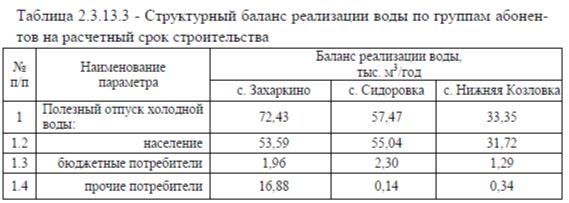 Таблица 2.3.13.3 - Структурный баланс реализации воды по группам абонен-
тов на расчетный срок строительства
№ п/п Наименование параметра Баланс реализации воды, тыс. м³/год
с. Захаркино с. Сидоровка с. Нижняя Козловка
1 Полезный отпуск холодной воды: 72,43 57,47 33,35
1.2 население 53,59 55,04 31,72
1.3 бюджетные потребители 1,96 2,30 1,29
1.4 прочие потребители 16,88 0,14 0,34